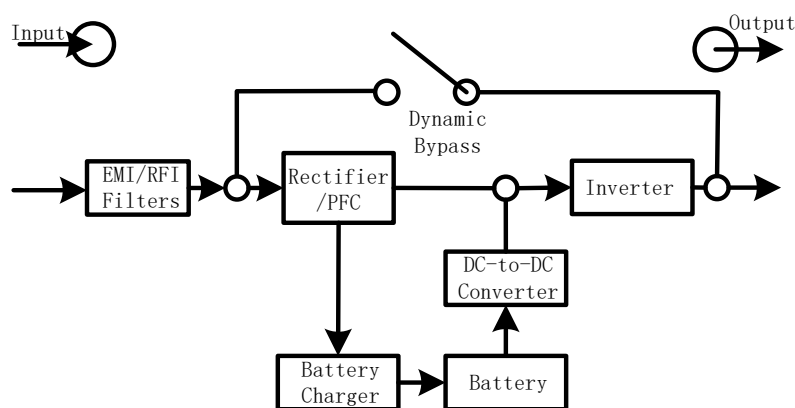 Input
Output
Dynamic
Bypass
EMI/RFI
Filters
Rectifier
/PFC
Inverter
DC-to-DC
Converter
Battery
Charger
Battery